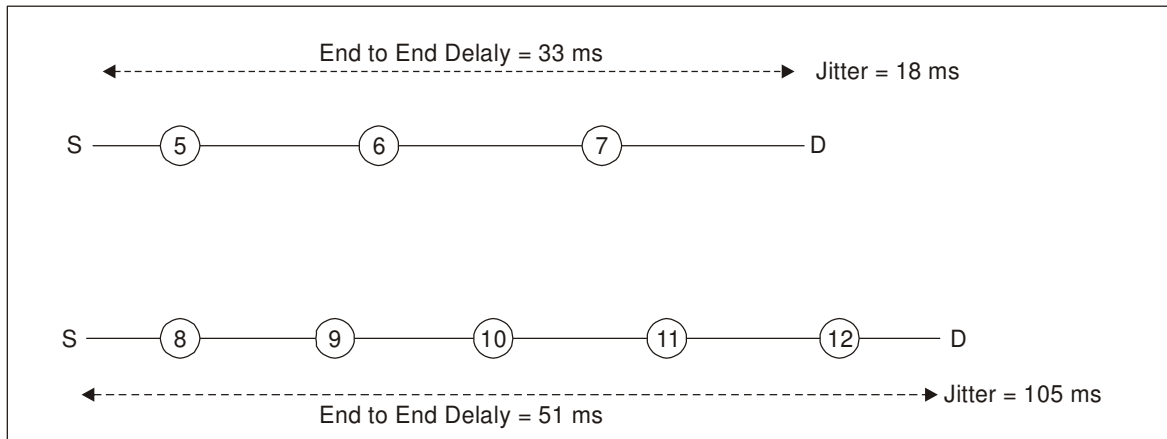 End to End Delaly = 33 ms
Jitter = 18 ms
S 5 6 7 D
S 8 9 10 11 12 D
Jitter = 105 ms
End to End Delaly = 51 ms